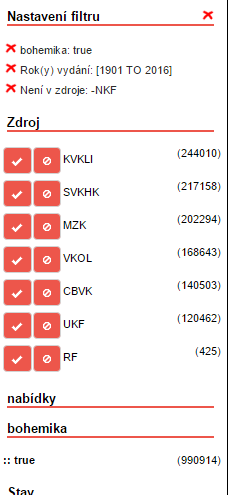 Nastavení filtru
bohemika: true
Rok(y) vydání: [1901 TO 2016]
Není v zdroje: -NKF
Zdroj
KVKLI (244010)
SVKHK (217158)
MZK (202294)
VKOL (168643)
CBVK (140503)
UKF (120462)
RF (425)
nabídky
bohemika
:: true (990914)
Stav